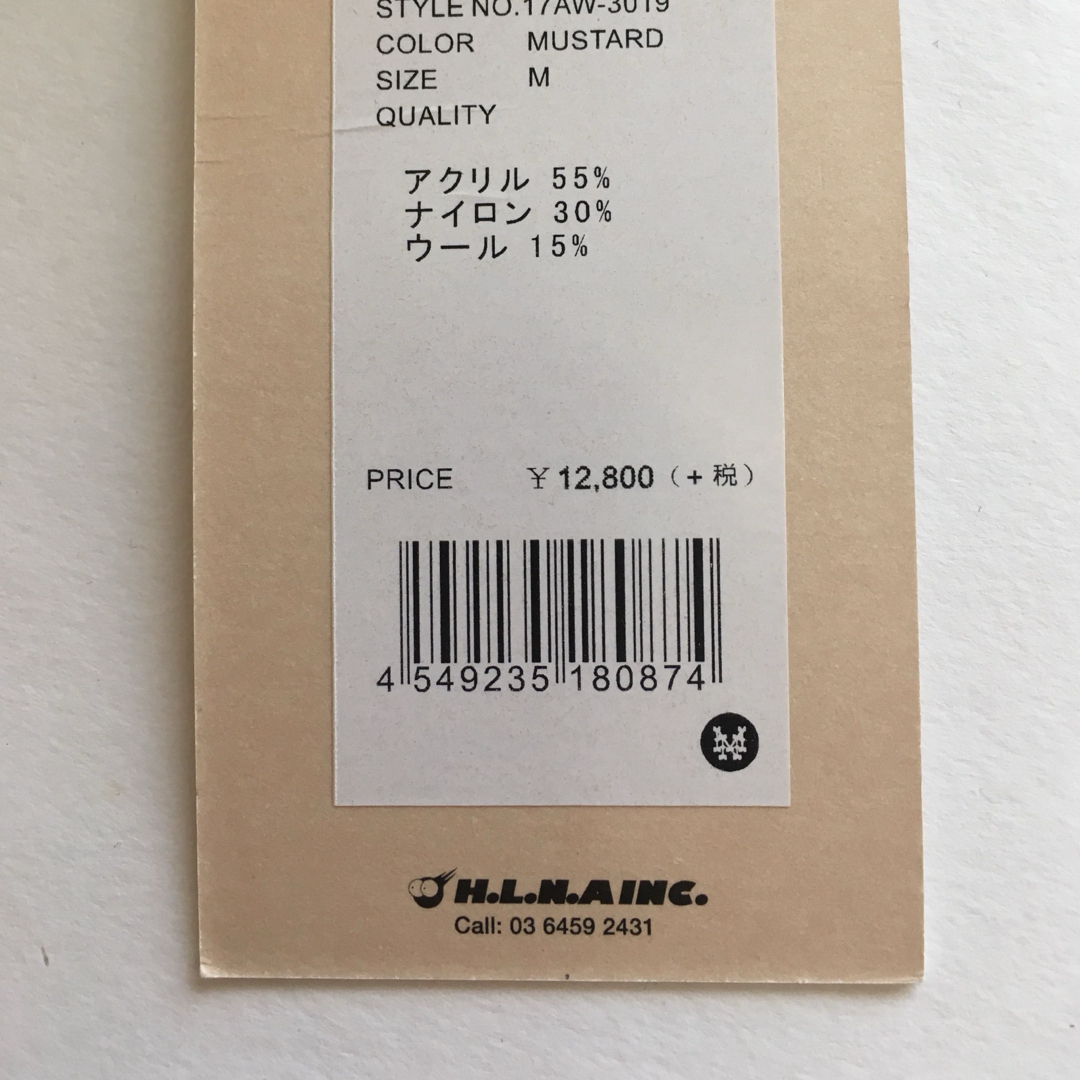 STYLE NO.17AW-3019
COLOR MUSTARD
SIZE M
QUALITY
アクリル 55%
ナイロン 30%
ウール 15%
PRICE ￥12,800（+税）
4 549235 180874
H.L.N.A INC.
Call: 03 6459 2431